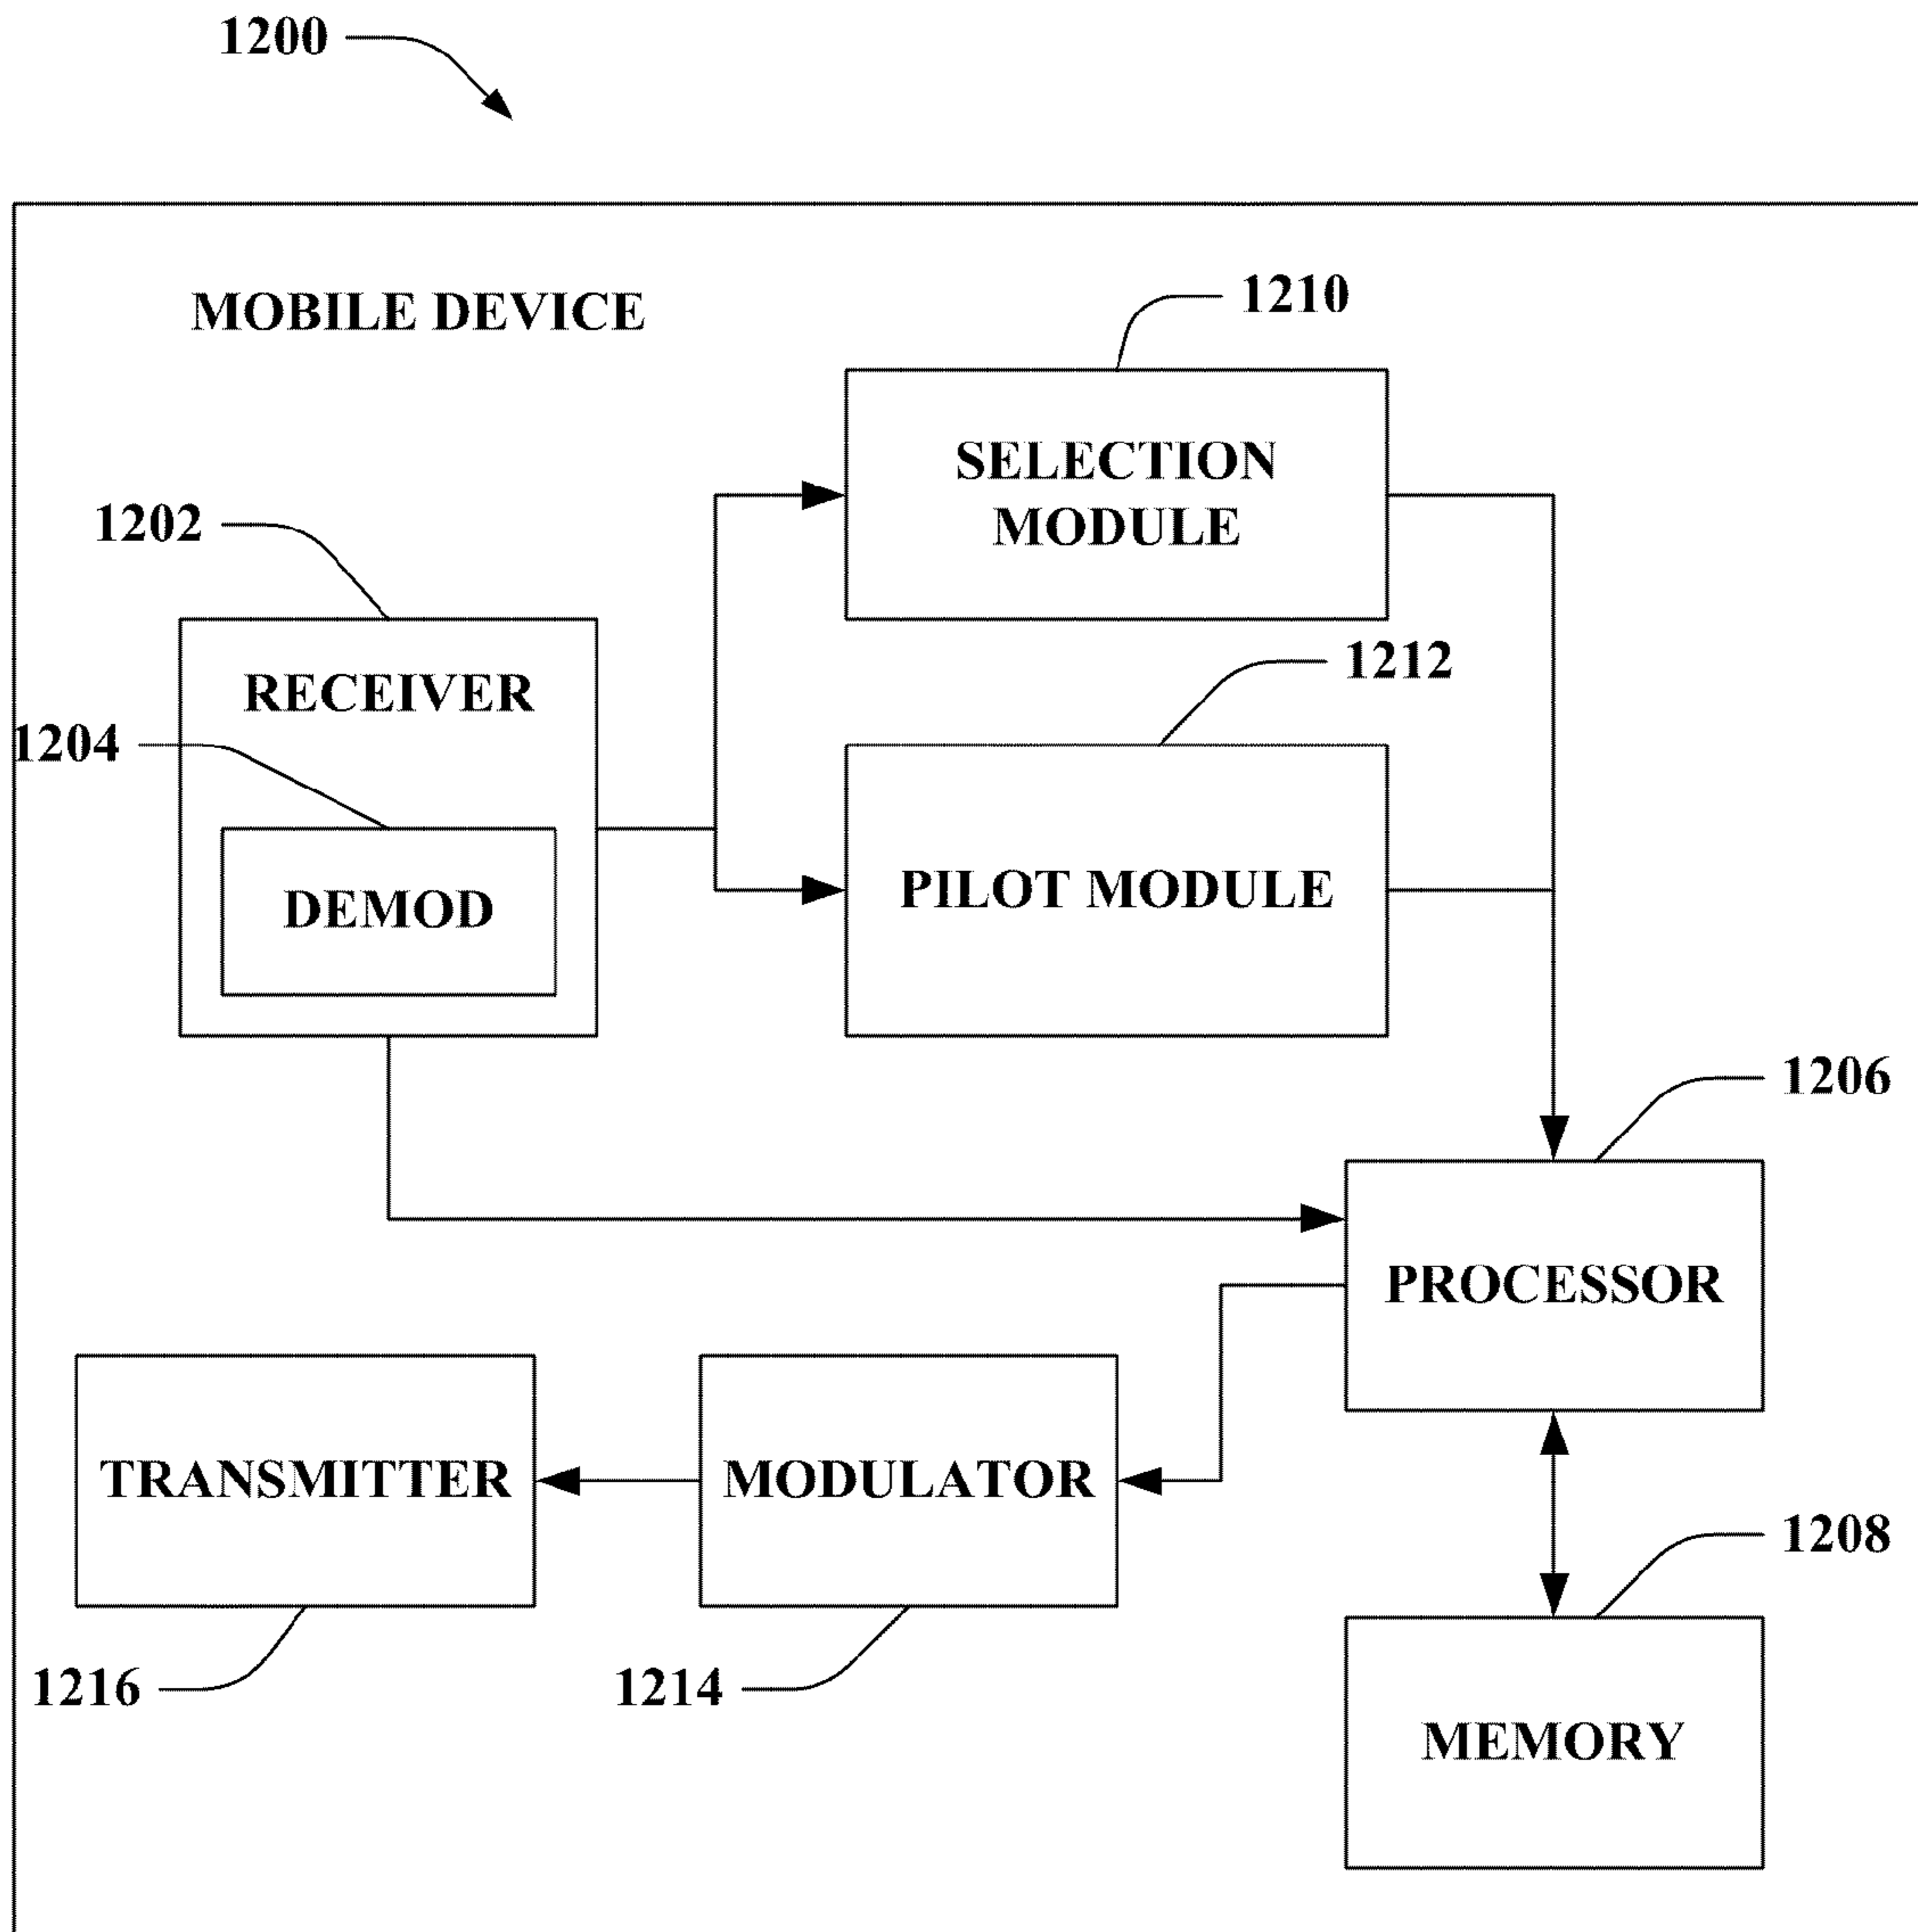 1200
MOBILE DEVICE
1210
SELECTION
MODULE
1202
1212
RECEIVER
1204
DEMOD
PILOT MODULE
1206
PROCESSOR
TRANSMITTER
MODULATOR
1208
1216
1214
MEMORY